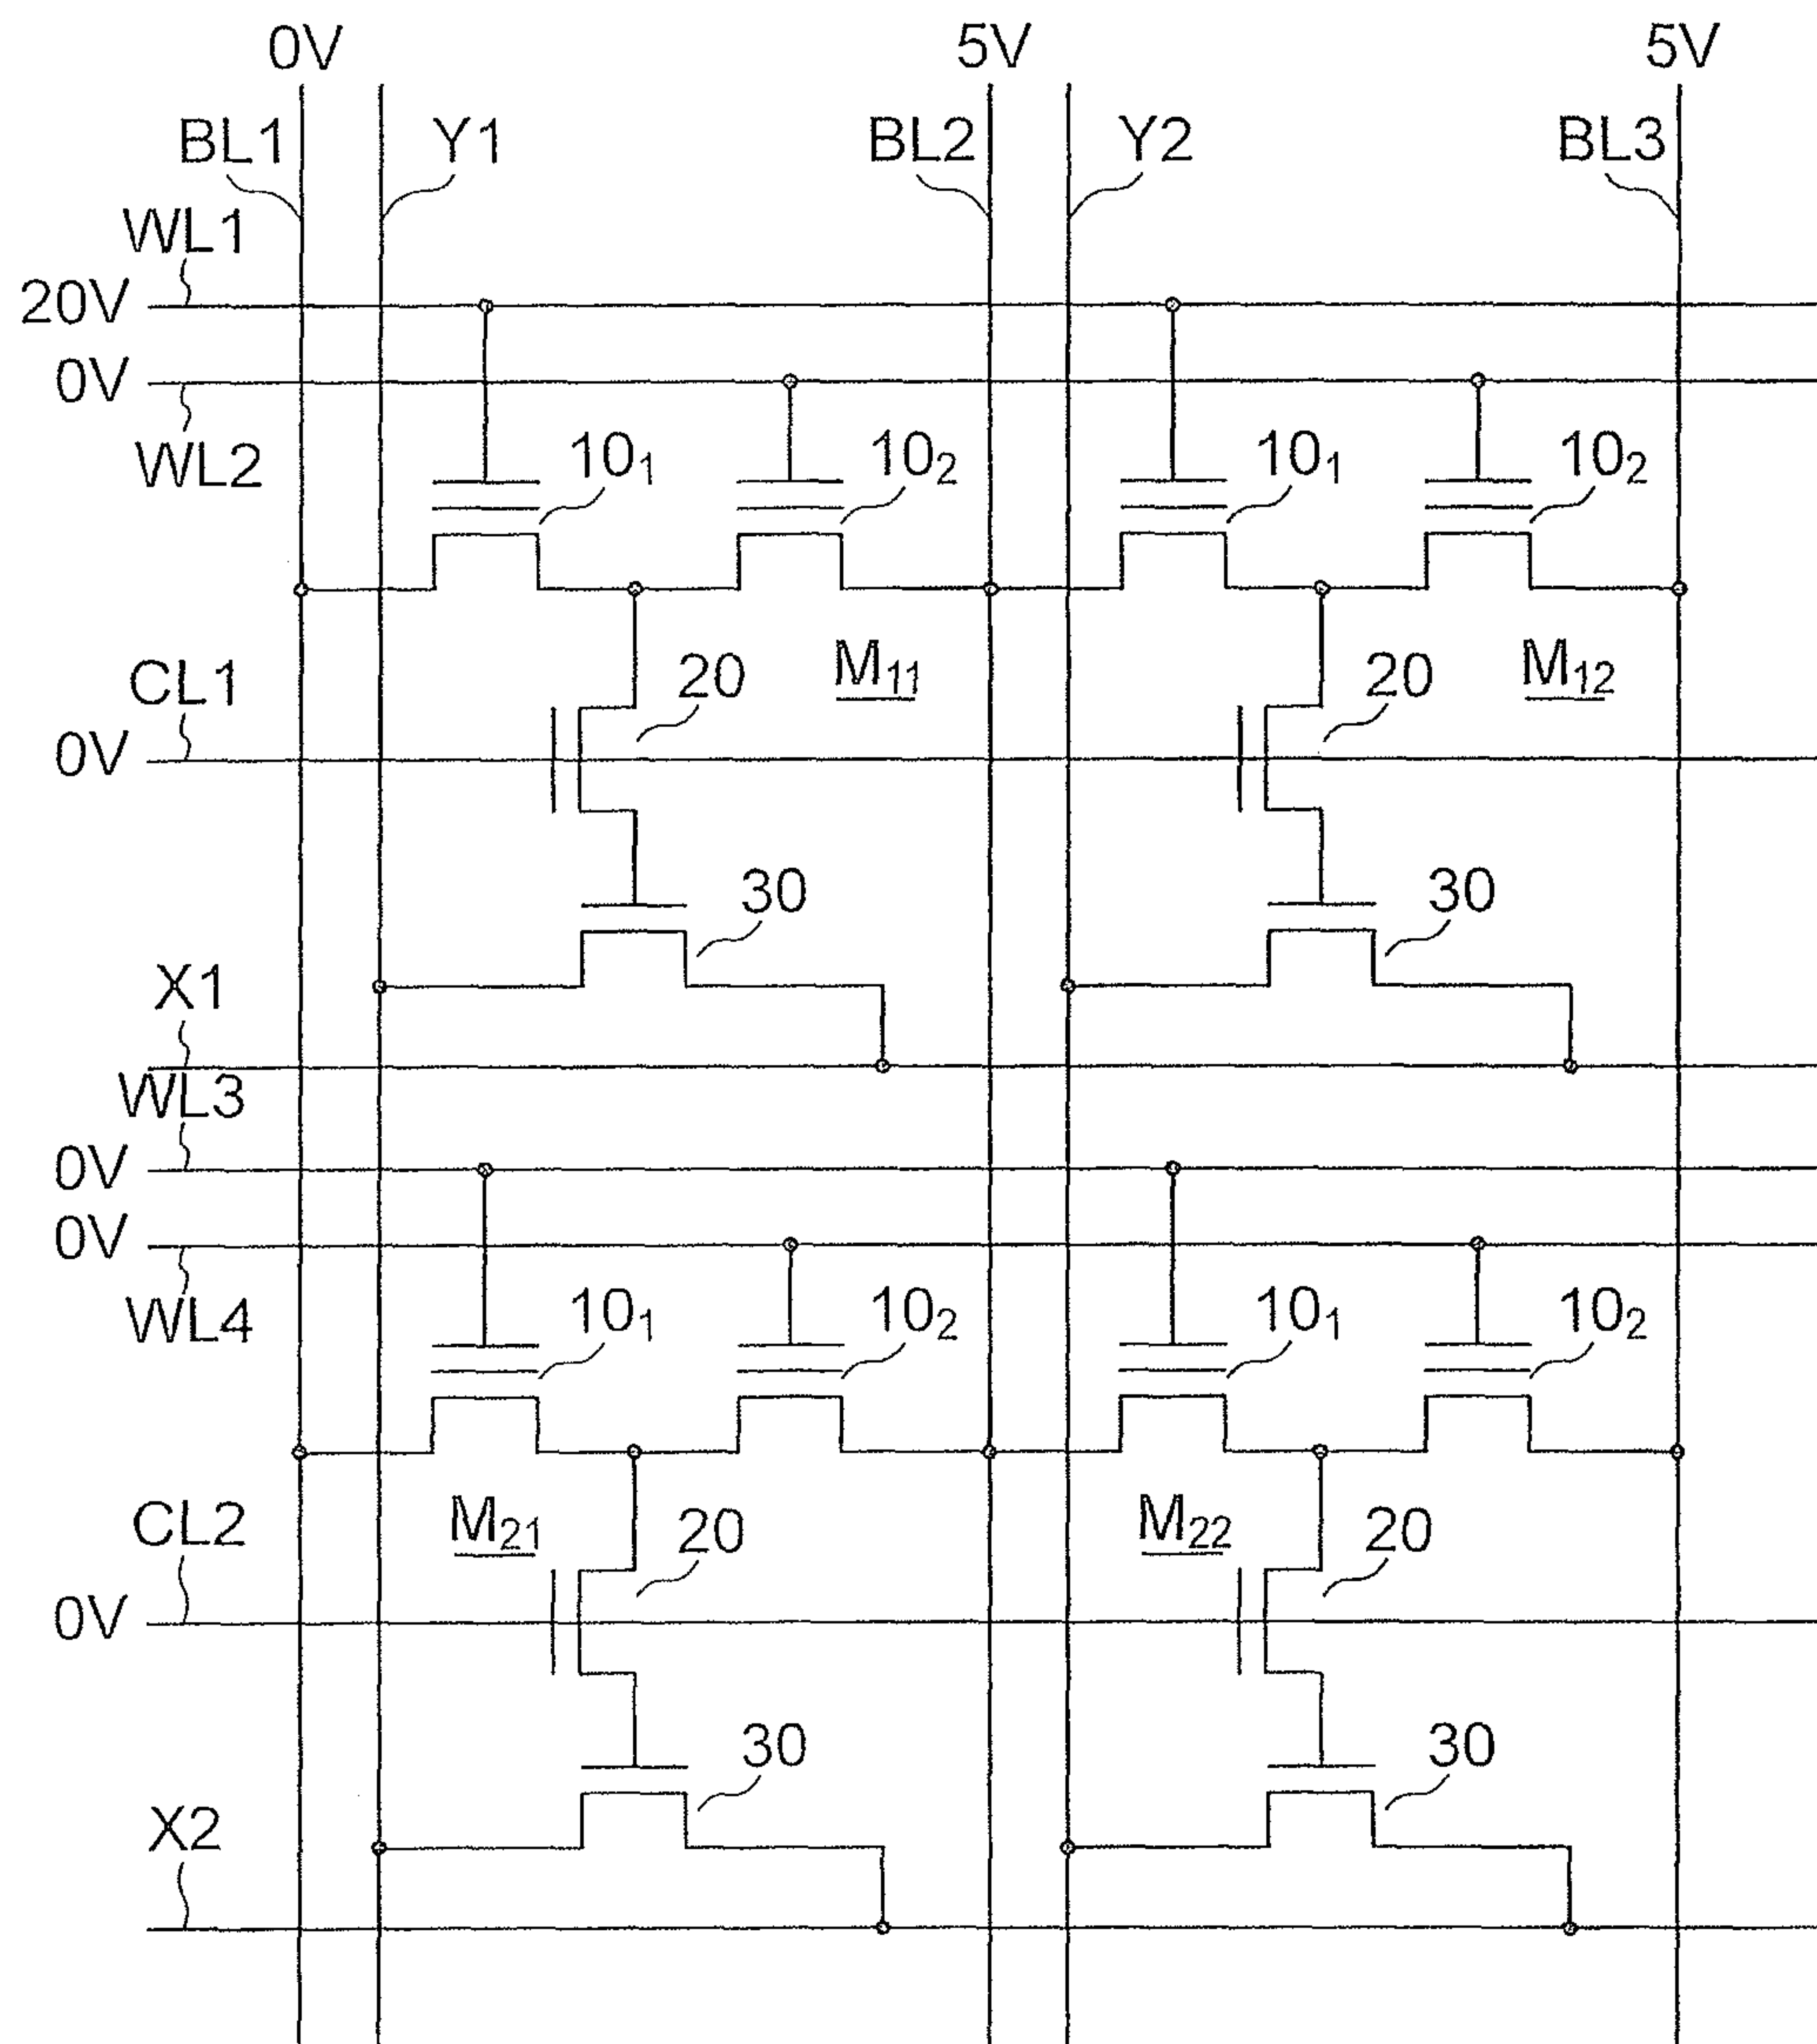 0V 5V 5V
BL1 Y1 BL2 Y2 BL3
WL1
20V
0V
WL2 10₁ 10₂ 10₁ 10₂
CL1 20 M₁₁ 20 M₁₂
0V
30 30
X1
WL3
0V
0V
WL4 10₁ 10₂ 10₁ 10₂
CL2 M₂₁ 20 M₂₂ 20
0V
30 30
X2